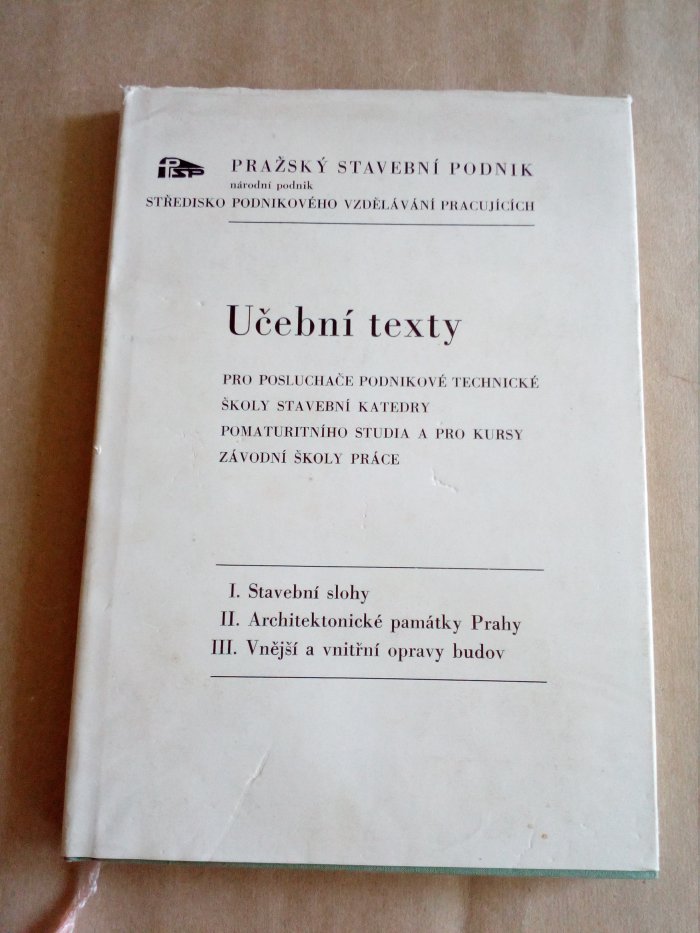 PSP
PRAŽSKÝ STAVEBNÍ PODNIK
národní podnik
STŘEDISKO PODNIKOVÉHO VZDĚLÁVÁNÍ PRACUJÍCÍCH
Učební texty
PRO POSLUCHAČE PODNIKOVÉ TECHNICKÉ
ŠKOLY STAVEBNÍ KATEDRY
POMATURITNÍHO STUDIA A PRO KURSY
ZÁVODNÍ ŠKOLY PRÁCE
I. Stavební slohy
II. Architektonické památky Prahy
III. Vnější a vnitřní opravy budov